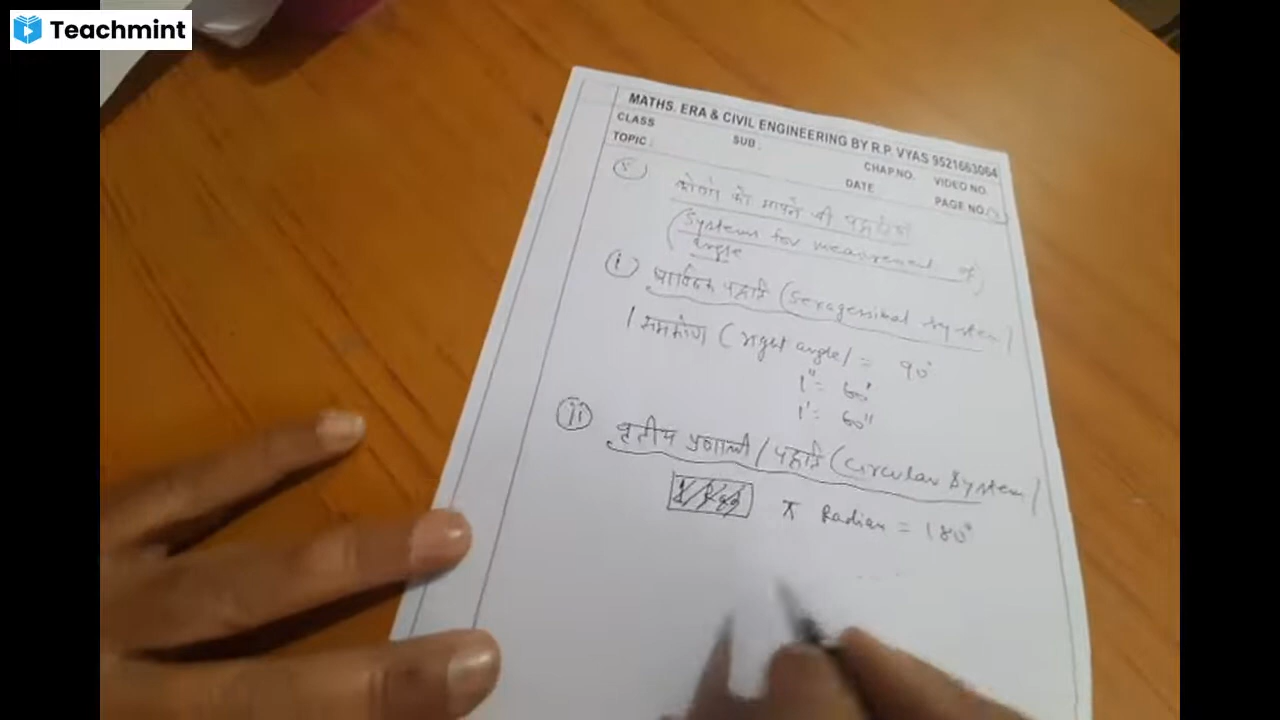 Teachmint
MATHS. ERA & CIVIL ENGINEERING BY R.P. VYAS 9521663064
CLASS SUB : CHAP.NO. VIDEO NO.
TOPIC : DATE PAGE NO.
5 कोणो को मापने की पद्धतियाँ
(System for measurement of
angle)
i षाष्टिक पद्धति (Sexagesimal System)
1 समकोण (right angle) = 90°
1° = 60'
1' = 60"
ii वृतीय प्रणाली / पद्धति (Circular System)
π Radian = 180°